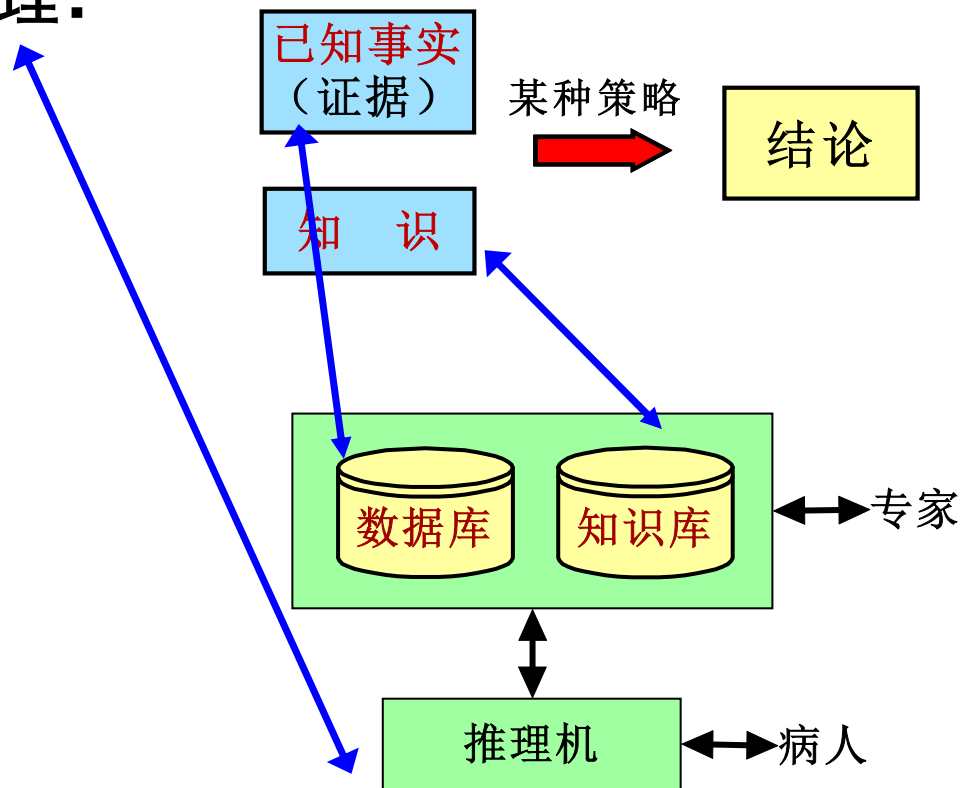 理：
已知事实
（证据）
某种策略
结论
知 识
数据库
知识库
专家
推理机
病人